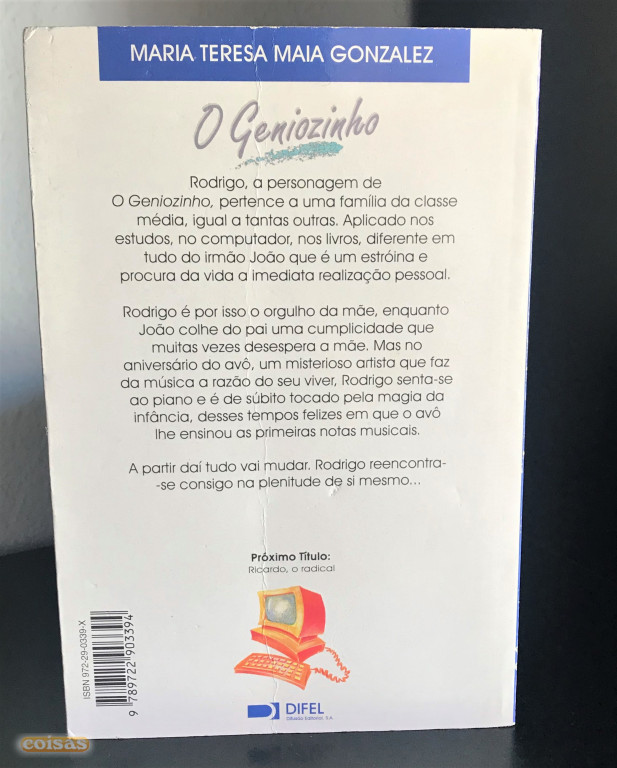 MARIA TERESA MAIA GONZALEZ
O Geniozinho
Rodrigo, a personagem de
O Geniozinho, pertence a uma família da classe
média, igual a tantas outras. Aplicado nos
estudos, no computador, nos livros, diferente em
tudo do irmão João que é um estróina e
procura da vida a imediata realização pessoal.
Rodrigo é por isso o orgulho da mãe, enquanto
João colhe do pai uma cumplicidade que
muitas vezes desespera a mãe. Mas no
aniversário do avô, um misterioso artista que faz
da música a razão do seu viver, Rodrigo senta-se
ao piano e é de súbito tocado pela magia da
infância, desses tempos felizes em que o avô
lhe ensinou as primeiras notas musicais.
A partir daí tudo vai mudar. Rodrigo reencontra-
-se consigo na plenitude de si mesmo...
Próximo Título:
Ricardo, o radical
ISBN 972-29-0339-X
9 789722 903394
DIFEL
Difusão Editorial, S.A.
coisas